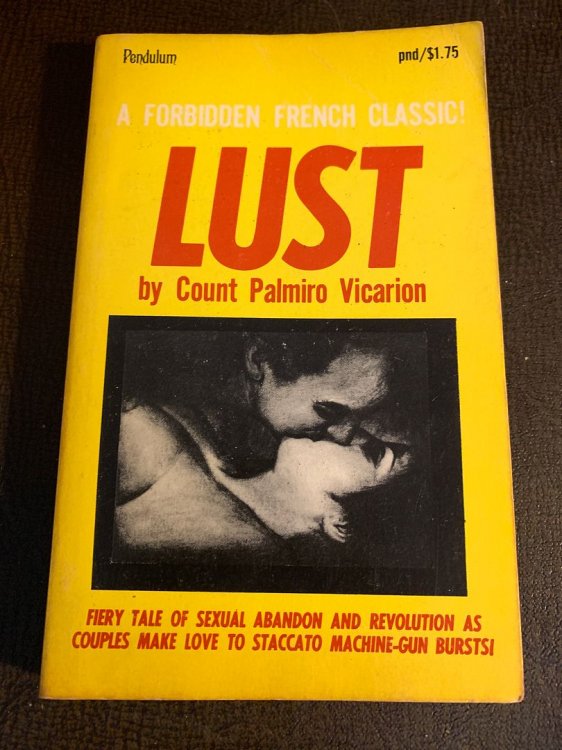 Pendulum
pnd/$1.75
A FORBIDDEN FRENCH CLASSIC!
LUST
by Count Palmiro Vicarion
FIERY TALE OF SEXUAL ABANDON AND REVOLUTION AS
COUPLES MAKE LOVE TO STACCATO MACHINE-GUN BURSTS!